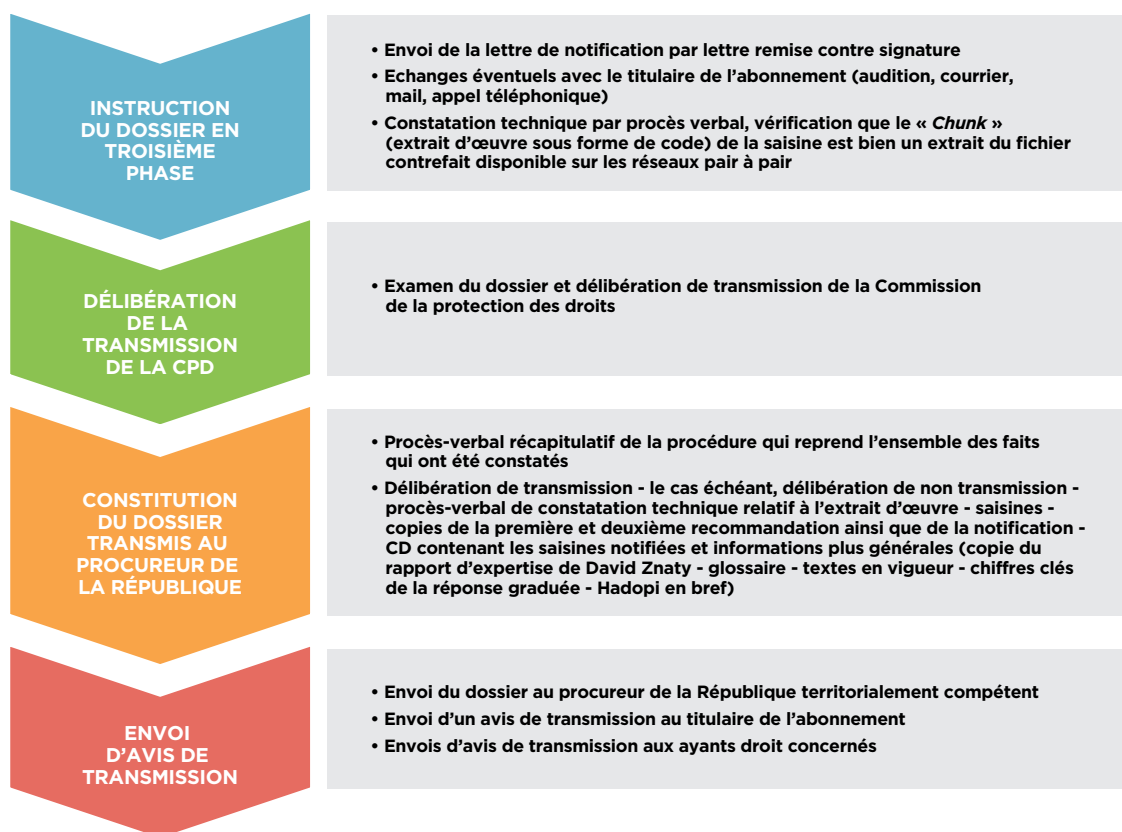 INSTRUCTION
DU DOSSIER EN
TROISIÈME
PHASE
• Envoi de la lettre de notification par lettre remise contre signature
• Echanges éventuels avec le titulaire de l’abonnement (audition, courrier,
mail, appel téléphonique)
• Constatation technique par procès verbal, vérification que le « Chunk »
(extrait d’œuvre sous forme de code) de la saisine est bien un extrait du fichier
contrefait disponible sur les réseaux pair à pair
DÉLIBÉRATION
DE LA
TRANSMISSION
DE LA CPD
• Examen du dossier et délibération de transmission de la Commission
de la protection des droits
CONSTITUTION
DU DOSSIER
TRANSMIS AU
PROCUREUR DE
LA RÉPUBLIQUE
• Procès-verbal récapitulatif de la procédure qui reprend l’ensemble des faits
qui ont été constatés
• Délibération de transmission - le cas échéant, délibération de non transmission -
procès-verbal de constatation technique relatif à l’extrait d’œuvre - saisines -
copies de la première et deuxième recommandation ainsi que de la notification -
CD contenant les saisines notifiées et informations plus générales (copie du
rapport d’expertise de David Znaty - glossaire - textes en vigueur - chiffres clés
de la réponse graduée - Hadopi en bref)
ENVOI
D’AVIS DE
TRANSMISSION
• Envoi du dossier au procureur de la République territorialement compétent
• Envoi d’un avis de transmission au titulaire de l’abonnement
• Envois d’avis de transmission aux ayants droit concernés